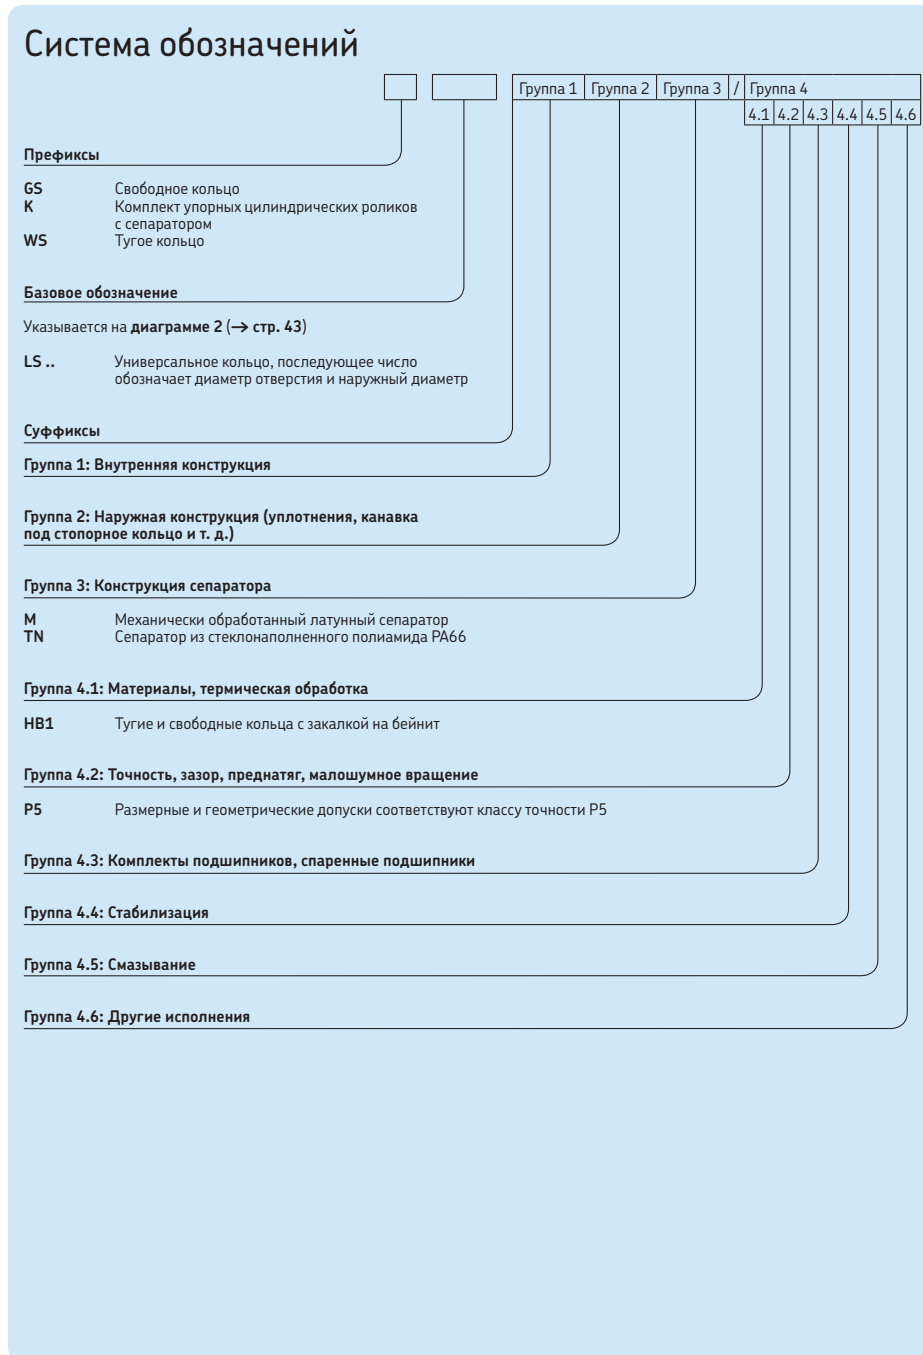 Система обозначений
Группа 1 Группа 2 Группа 3 / Группа 4
4.1 4.2 4.3 4.4 4.5 4.6
Префиксы
GS Свободное кольцо
K Комплект упорных цилиндрических роликов
с сепаратором
WS Тугое кольцо
Базовое обозначение
Указывается на диаграмме 2 (→ стр. 43)
LS .. Универсальное кольцо, последующее число
обозначает диаметр отверстия и наружный диаметр
Суффиксы
Группа 1: Внутренняя конструкция
Группа 2: Наружная конструкция (уплотнения, канавка
под стопорное кольцо и т. д.)
Группа 3: Конструкция сепаратора
M Механически обработанный латунный сепаратор
TN Сепаратор из стеклонаполненного полиамида PA66
Группа 4.1: Материалы, термическая обработка
HB1 Тугие и свободные кольца с закалкой на бейнит
Группа 4.2: Точность, зазор, преднатяг, малошумное вращение
P5 Размерные и геометрические допуски соответствуют классу точности P5
Группа 4.3: Комплекты подшипников, спаренные подшипники
Группа 4.4: Стабилизация
Группа 4.5: Смазывание
Группа 4.6: Другие исполнения